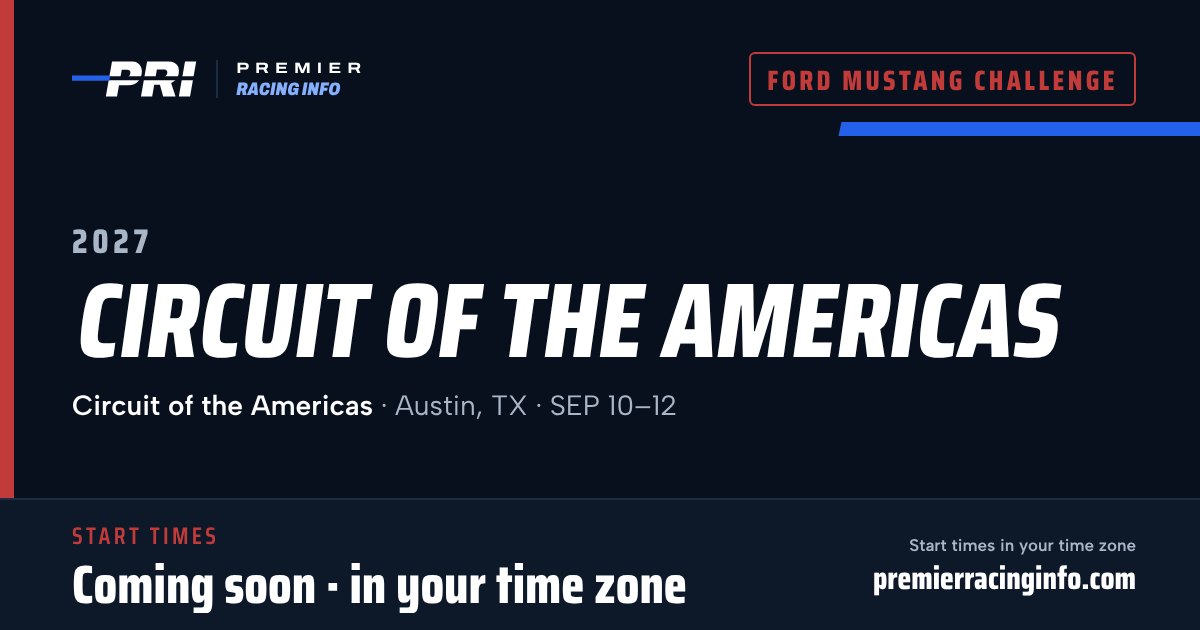 PRI PREMIER
RACING INFO
FORD MUSTANG CHALLENGE
2027
CIRCUIT OF THE AMERICAS
Circuit of the Americas · Austin, TX · SEP 10–12
START TIMES
Coming soon · in your time zone
Start times in your time zone
premierracinginfo.com